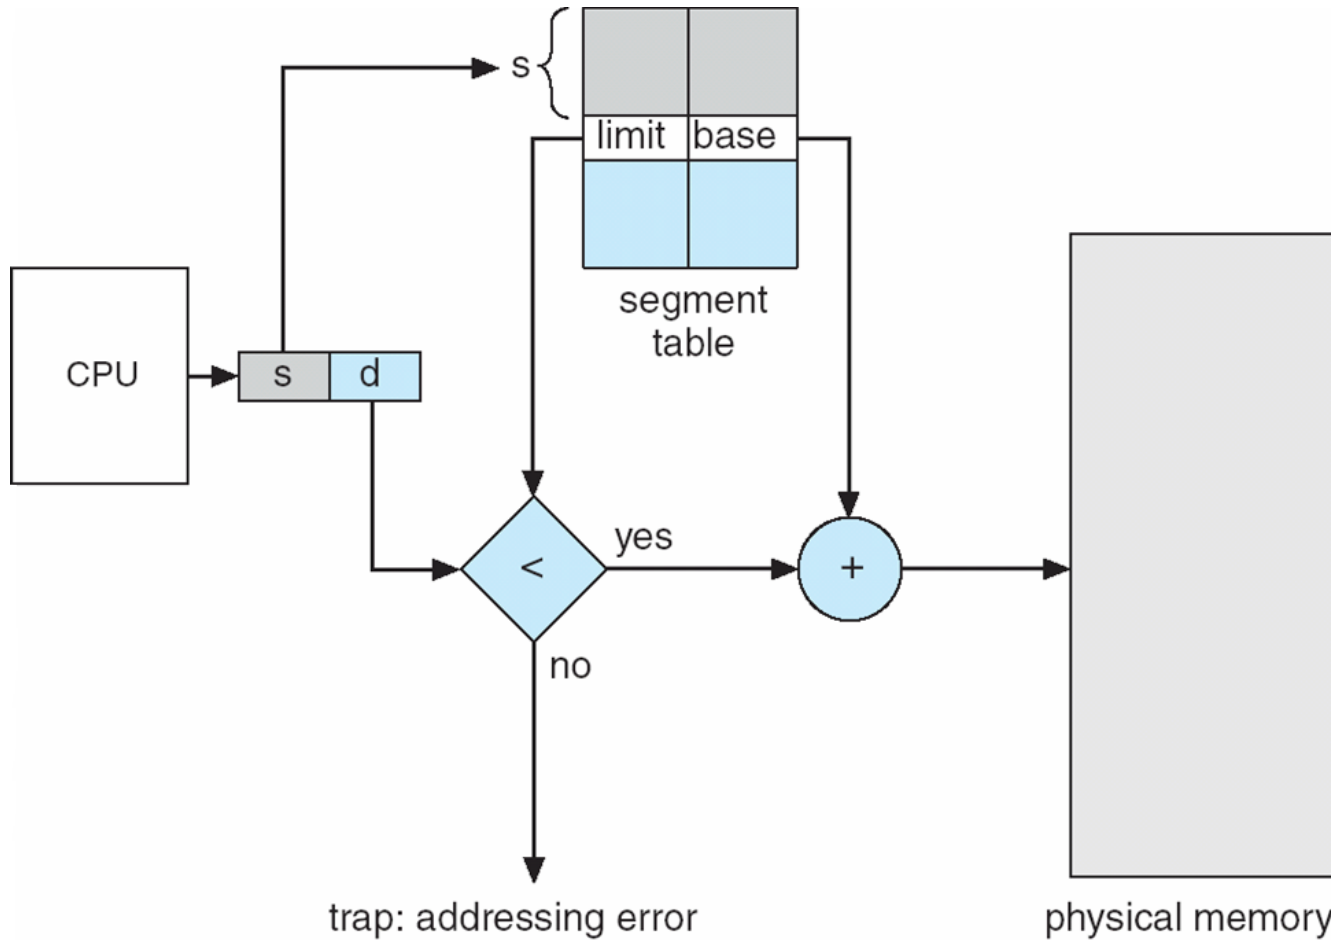 s
limit base
segment
table
CPU
s d
yes
<
+
no
trap: addressing error
physical memory